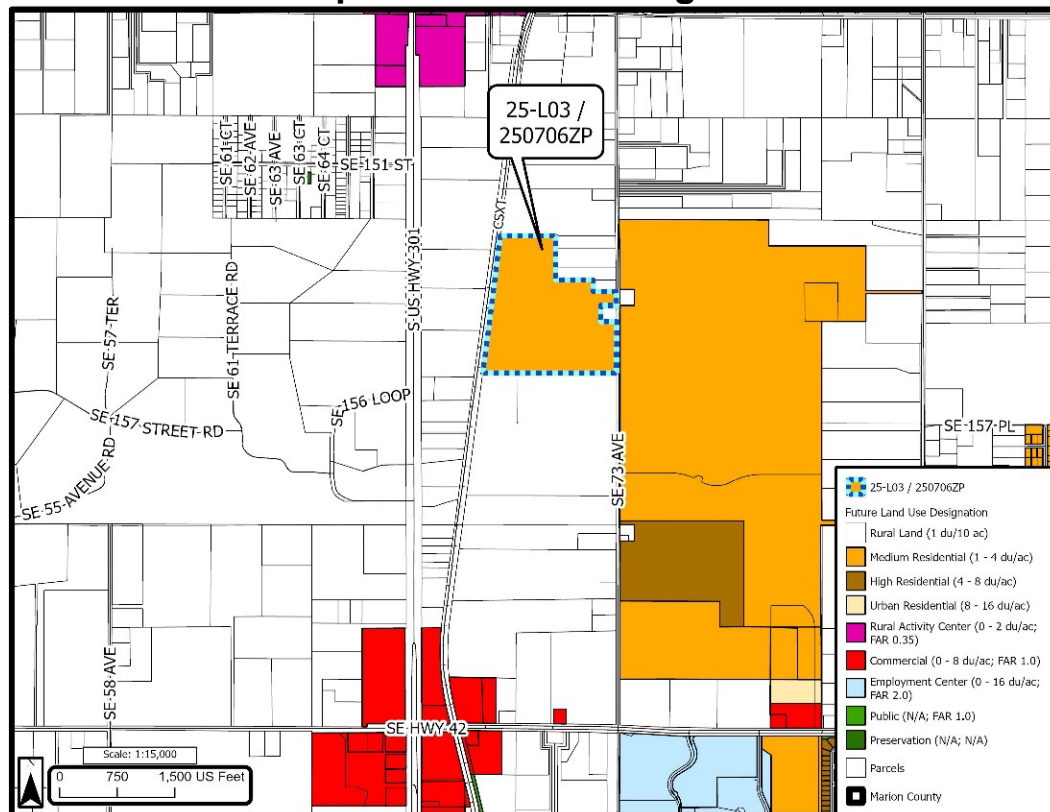 25-L03 /
250706ZP
SE 61 CT
SE 62 AVE
SE 63 AVE
SE 63 CT
SE 64 CT
SE 151 ST
CSXT
S US HWY 301
SE 57 TER
SE 61 TERRACE RD
SE 156 LOOP
SE 157 STREET RD
SE 55 AVENUE RD
SE 73 AVE
SE 157 PL
SE 58 AVE
SE HWY 42
Scale: 1:15,000
0 750 1,500 US Feet
25-L03 / 250706ZP
Future Land Use Designation
Rural Land (1 du/10 ac)
Medium Residential (1 - 4 du/ac)
High Residential (4 - 8 du/ac)
Urban Residential (8 - 16 du/ac)
Rural Activity Center (0 - 2 du/ac;
FAR 0.35)
Commercial (0 - 8 du/ac; FAR 1.0)
Employment Center (0 - 16 du/ac;
FAR 2.0)
Public (N/A; FAR 1.0)
Preservation (N/A; N/A)
Parcels
Marion County